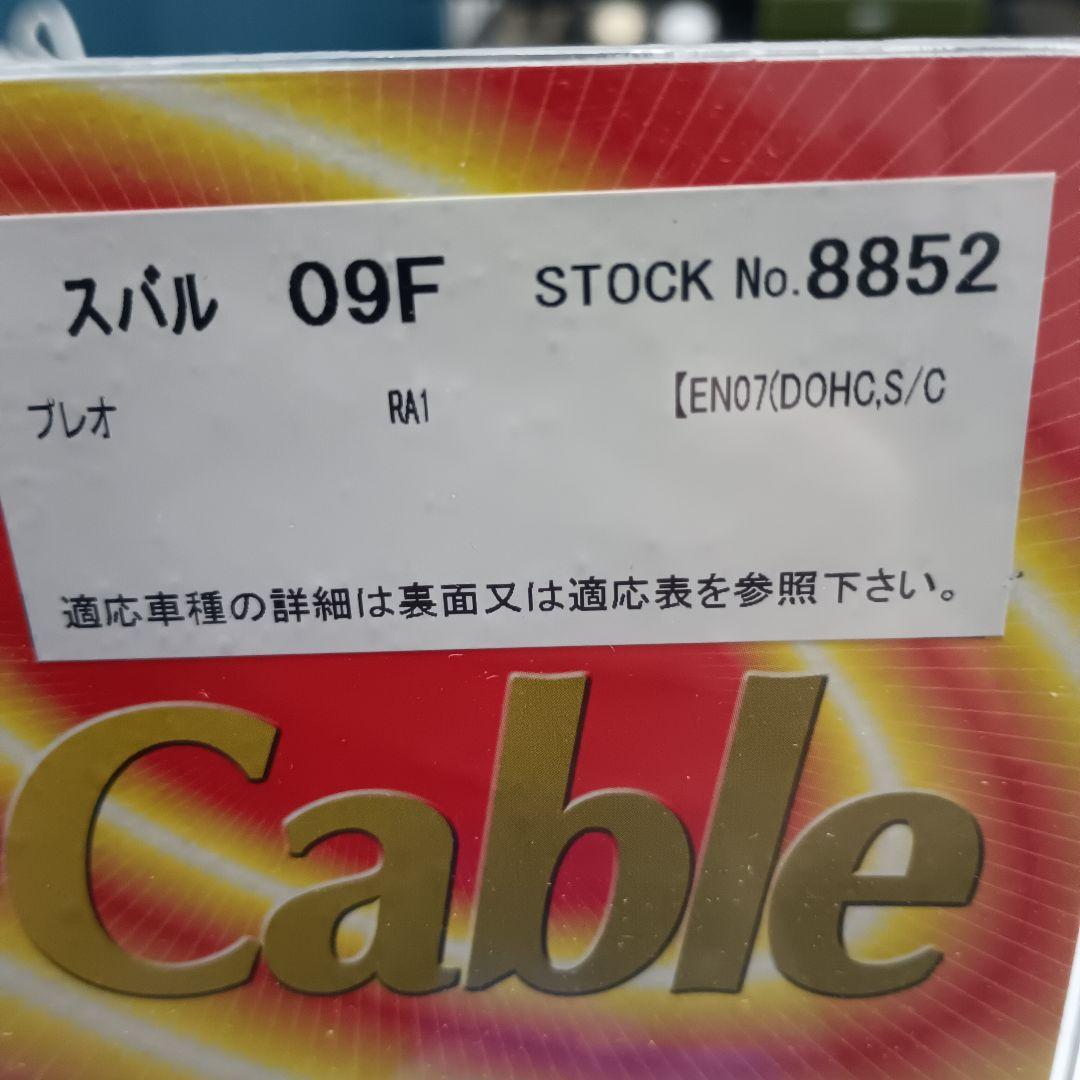 スバル 09F STOCK No.8852
プレオ RA1 【EN07(DOHC,S/C
適応車種の詳細は裏面又は適応表を参照下さい。
Cable